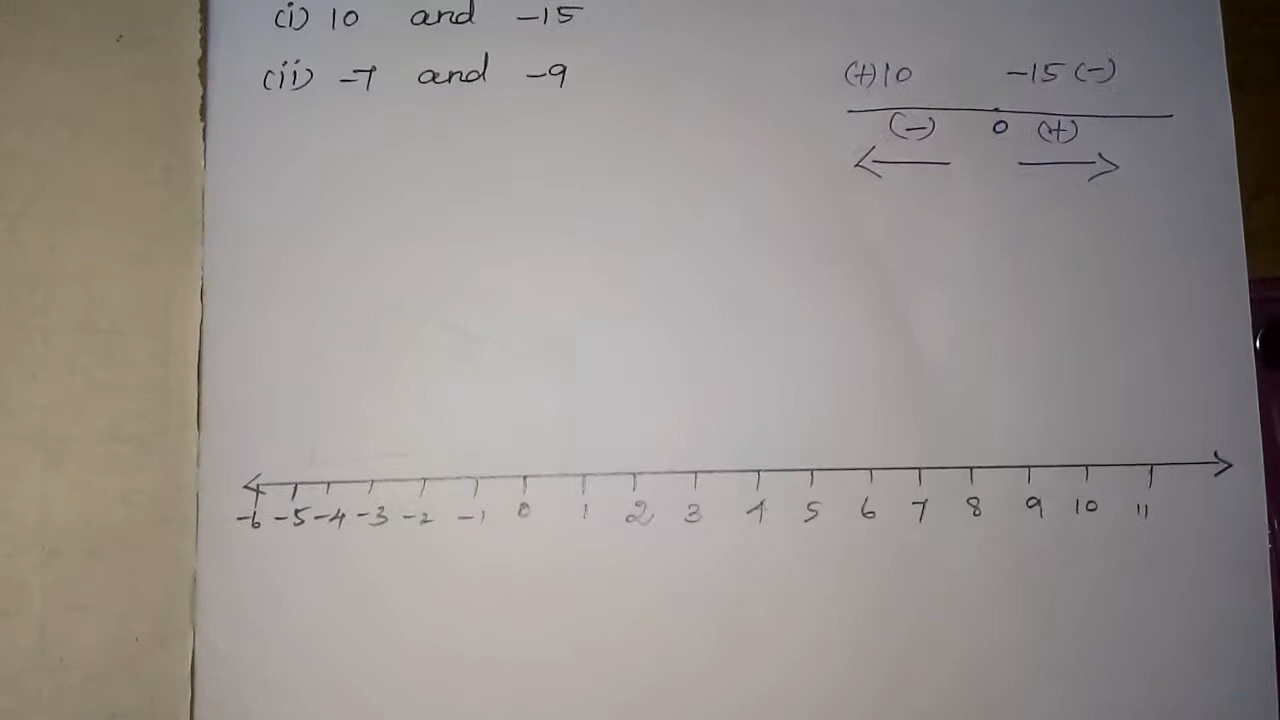 (i) 10 and -15
(ii) -7 and -9
(+)10 -15(-)
(-) 0 (+)
-6 -5 -4 -3 -2 -1 0 1 2 3 4 5 6 7 8 9 10 11